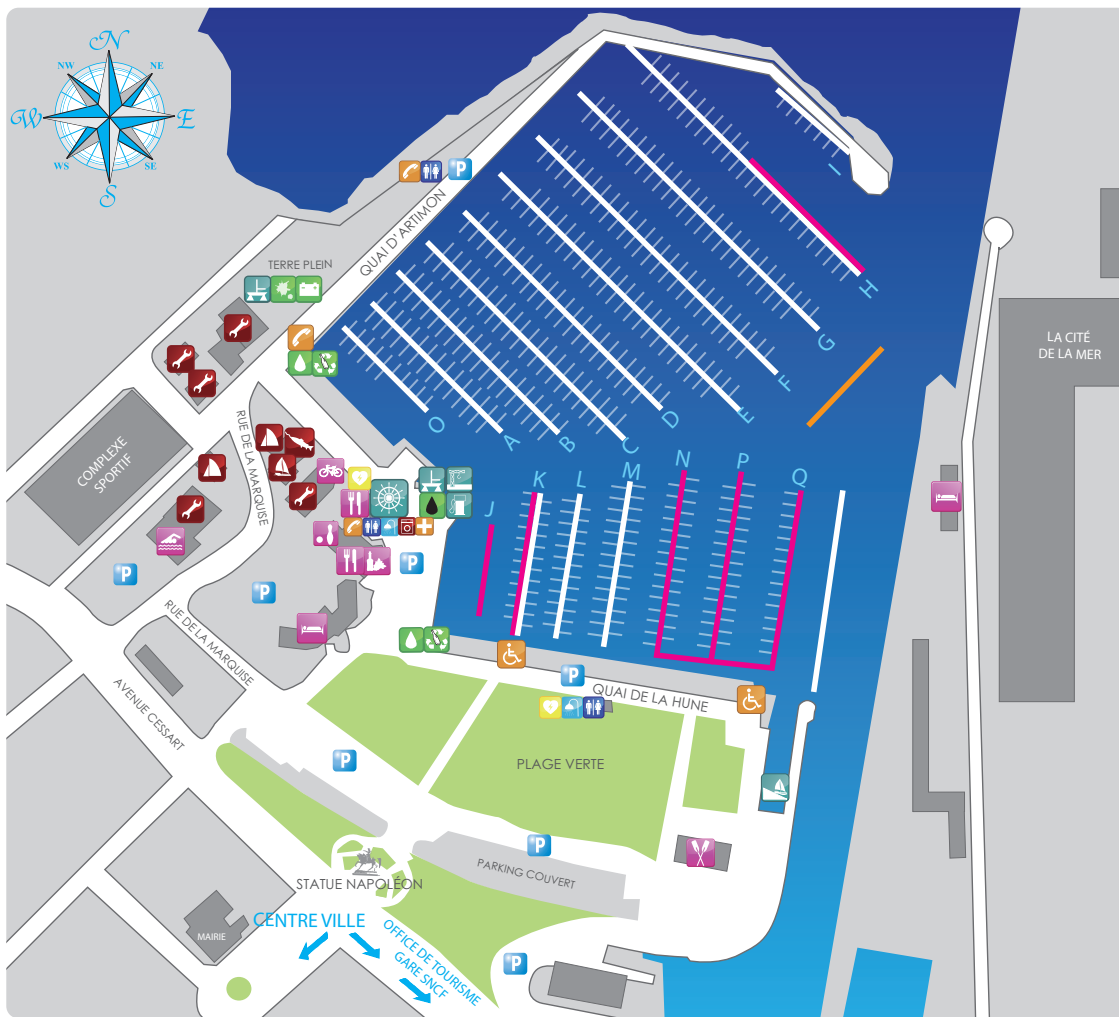 N
NW
NE
W
E
WS
SE
S
I
P
QUAI D'ARTIMON
TERRE PLEIN
H
G
F
LA CITÉ
DE LA MER
O
A
B
C
D
E
COMPLEXE
SPORTIF
RUE DE LA MARQUISE
J
K
L
M
N
P
Q
P
P
P
RUE DE LA MARQUISE
AVENUE CESSART
P
QUAI DE LA HUNE
PLAGE VERTE
P
P
PARKING COUVERT
STATUE NAPOLÉON
MAIRIE
CENTRE VILLE
OFFICE DE TOURISME
GARE SNCF
P